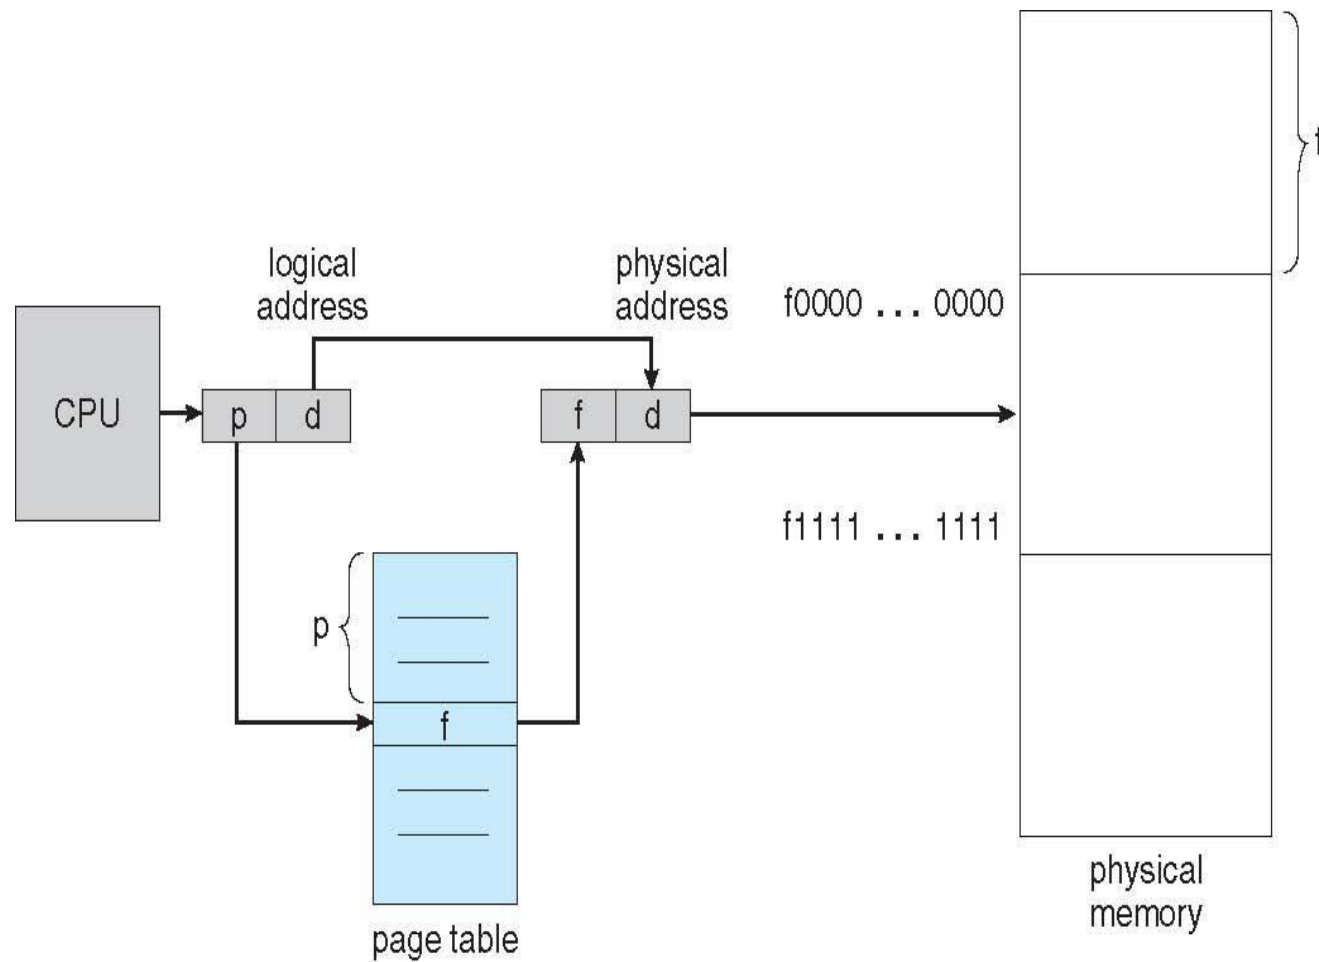 f
logical
address
physical
address
f0000 ... 0000
CPU
p
d
f
d
f1111 ... 1111
p
f
physical
memory
page table